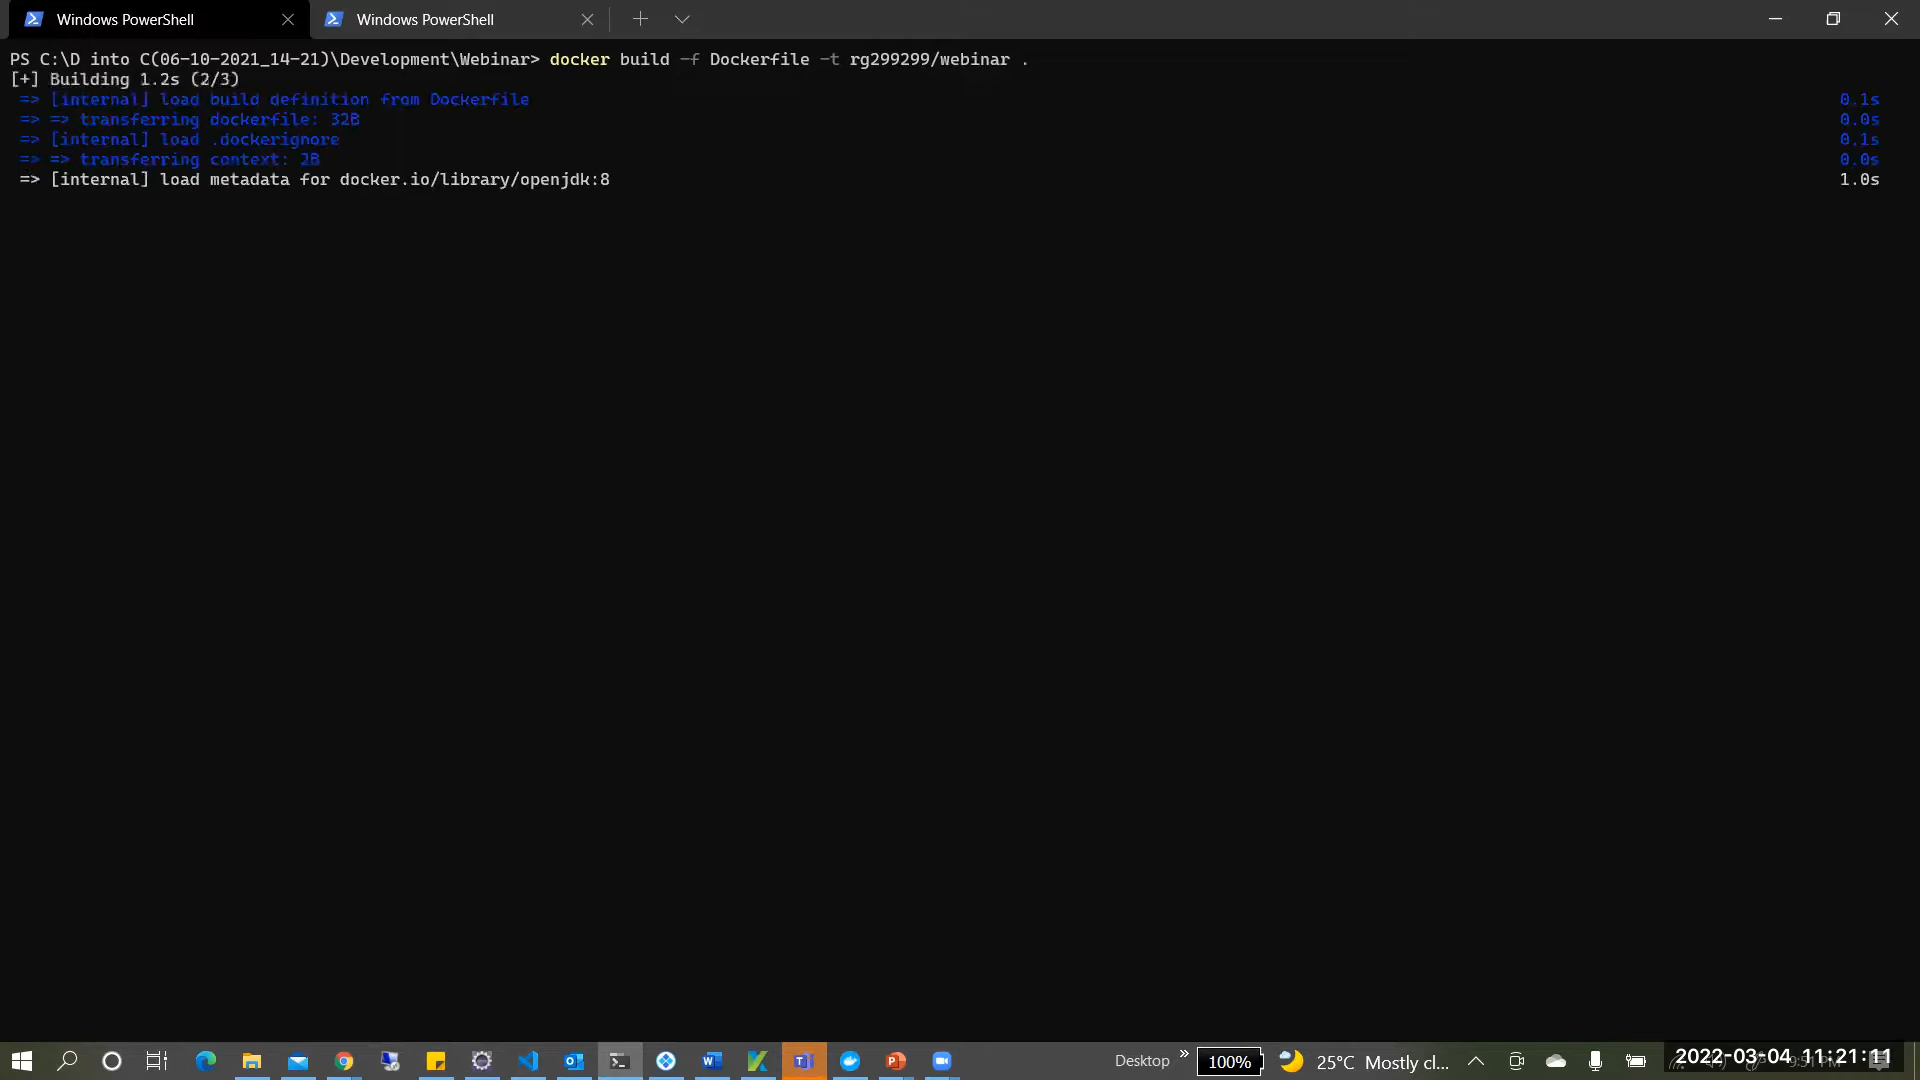 Windows PowerShell Windows PowerShell
PS C:\D into C(06-10-2021_14-21)\Development\Webinar> docker build -f Dockerfile -t rg299299/webinar .
[+] Building 1.2s (2/3)
=> [internal] load build definition from Dockerfile 0.1s
=> => transferring dockerfile: 32B 0.0s
=> [internal] load .dockerignore 0.1s
=> => transferring context: 2B 0.0s
=> [internal] load metadata for docker.io/library/openjdk:8 1.0s
Desktop » 100% 25°C Mostly cl... 2022-03-04 11:21:11